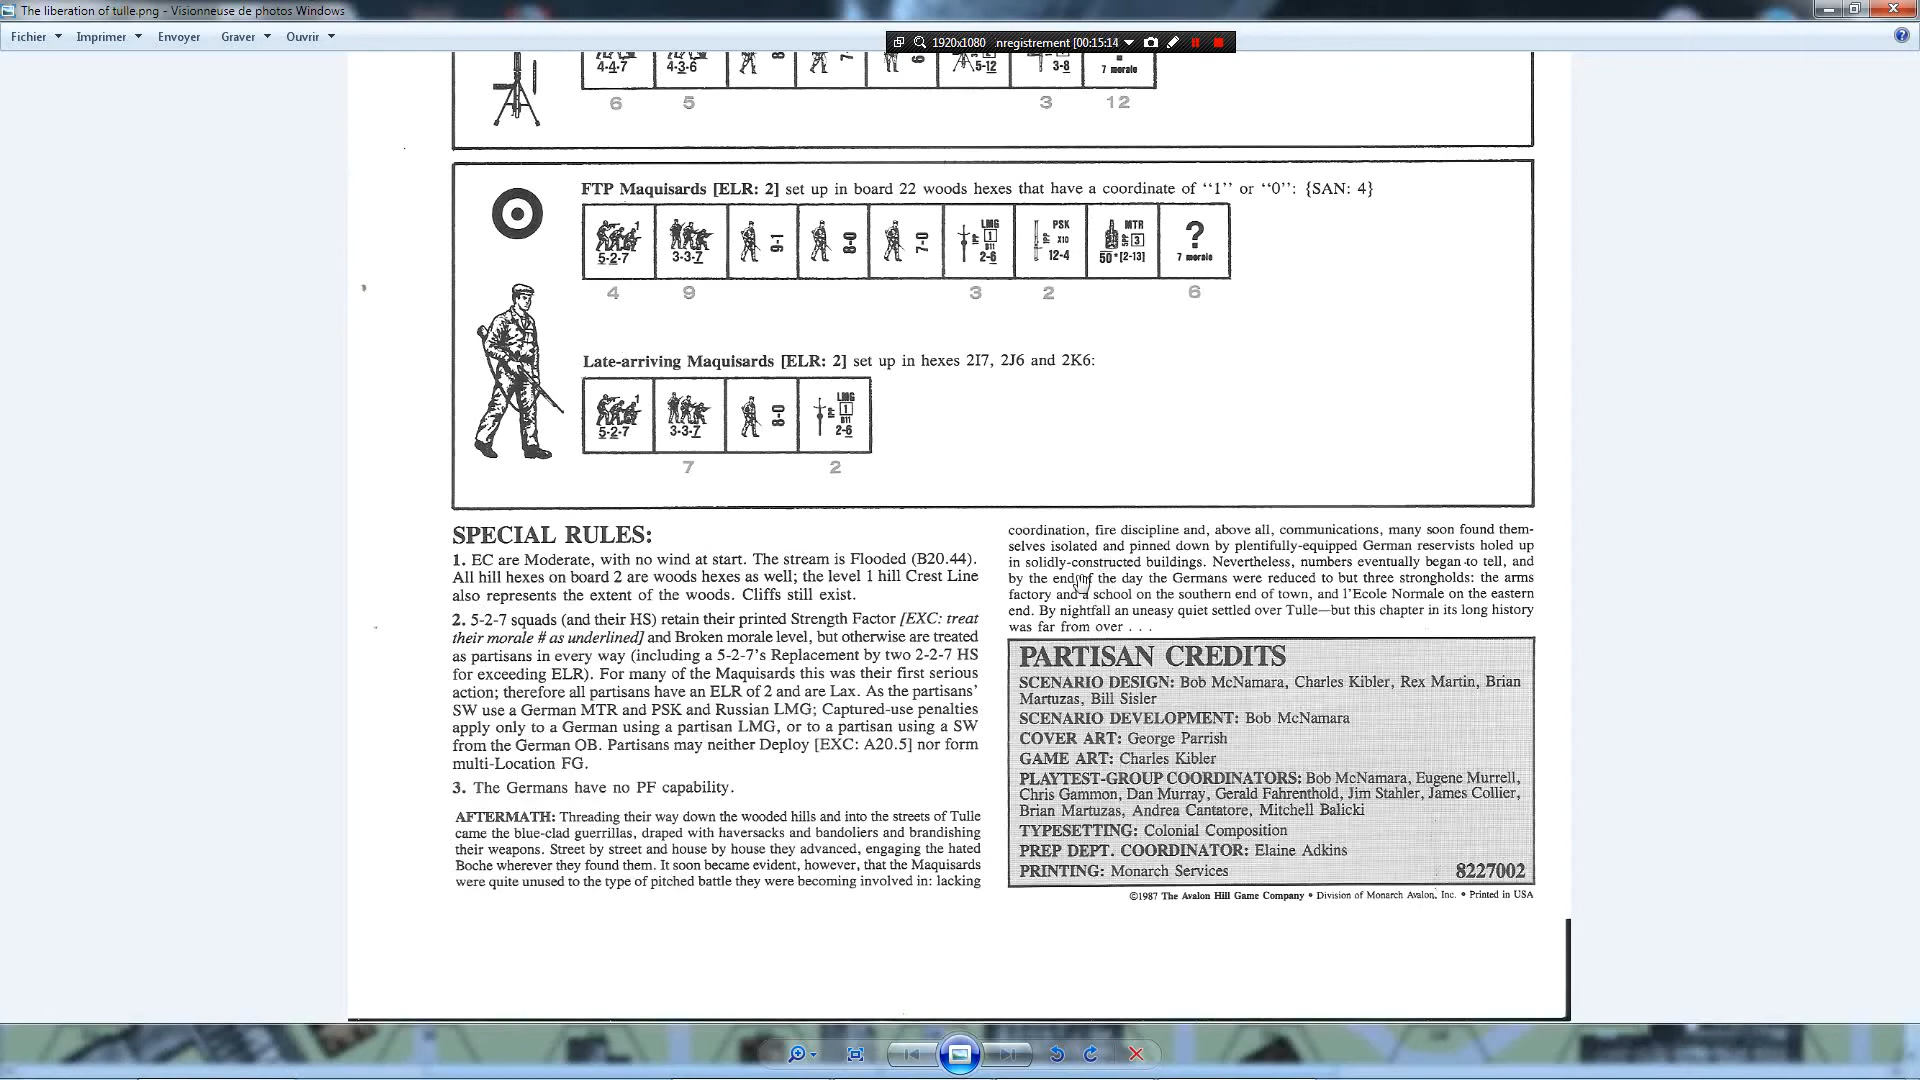 The liberation of tulle.png - Visionneuse de photos Windows
Fichier Imprimer Envoyer Graver Ouvrir
1920x1080 .nregistrement [00:15:14]
4-4-7 4-3-6 8 7- 6 5-12 3-8 7 morale
6 5 3 12
FTP Maquisards [ELR: 2] set up in board 22 woods hexes that have a coordinate of “1” or “0”: {SAN: 4}
LMG PSK MTR
1 5-2-7 3-3-7 9-1 8-0 7-0 1PP 1 B11 2-6 1PP X10 12-4 5PP 3 50*[2-13] ? 7 morale
4 9 3 2 6
Late-arriving Maquisards [ELR: 2] set up in hexes 2I7, 2J6 and 2K6:
1 5-2-7 3-3-7 8-0 LMG 1PP 1 B11 2-6
7 2
SPECIAL RULES:
1. EC are Moderate, with no wind at start. The stream is Flooded (B20.44).
All hill hexes on board 2 are woods hexes as well; the level 1 hill Crest Line
also represents the extent of the woods. Cliffs still exist.
2. 5-2-7 squads (and their HS) retain their printed Strength Factor [EXC: treat
their morale # as underlined] and Broken morale level, but otherwise are treated
as partisans in every way (including a 5-2-7’s Replacement by two 2-2-7 HS
for exceeding ELR). For many of the Maquisards this was their first serious
action; therefore all partisans have an ELR of 2 and are Lax. As the partisans’
SW use a German MTR and PSK and Russian LMG; Captured-use penalties
apply only to a German using a partisan LMG, or to a partisan using a SW
from the German OB. Partisans may neither Deploy [EXC: A20.5] nor form
multi-Location FG.
3. The Germans have no PF capability.
AFTERMATH: Threading their way down the wooded hills and into the streets of Tulle
came the blue-clad guerrillas, draped with haversacks and bandoliers and brandishing
their weapons. Street by street and house by house they advanced, engaging the hated
Boche wherever they found them. It soon became evident, however, that the Maquisards
were quite unused to the type of pitched battle they were becoming involved in: lacking
coordination, fire discipline and, above all, communications, many soon found them-
selves isolated and pinned down by plentifully-equipped German reservists holed up
in solidly-constructed buildings. Nevertheless, numbers eventually began to tell, and
by the end of the day the Germans were reduced to but three strongholds: the arms
factory and a school on the southern end of town, and l’Ecole Normale on the eastern
end. By nightfall an uneasy quiet settled over Tulle—but this chapter in its long history
was far from over . . .
PARTISAN CREDITS
SCENARIO DESIGN: Bob McNamara, Charles Kibler, Rex Martin, Brian
Martuzas, Bill Sisler
SCENARIO DEVELOPMENT: Bob McNamara
COVER ART: George Parrish
GAME ART: Charles Kibler
PLAYTEST-GROUP COORDINATORS: Bob McNamara, Eugene Murrell,
Chris Gammon, Dan Murray, Gerald Fahrenthold, Jim Stahler, James Collier,
Brian Martuzas, Andrea Cantatore, Mitchell Balicki
TYPESETTING: Colonial Composition
PREP DEPT. COORDINATOR: Elaine Adkins
PRINTING: Monarch Services 8227002
©1987 The Avalon Hill Game Company • Division of Monarch Avalon, Inc. • Printed in USA